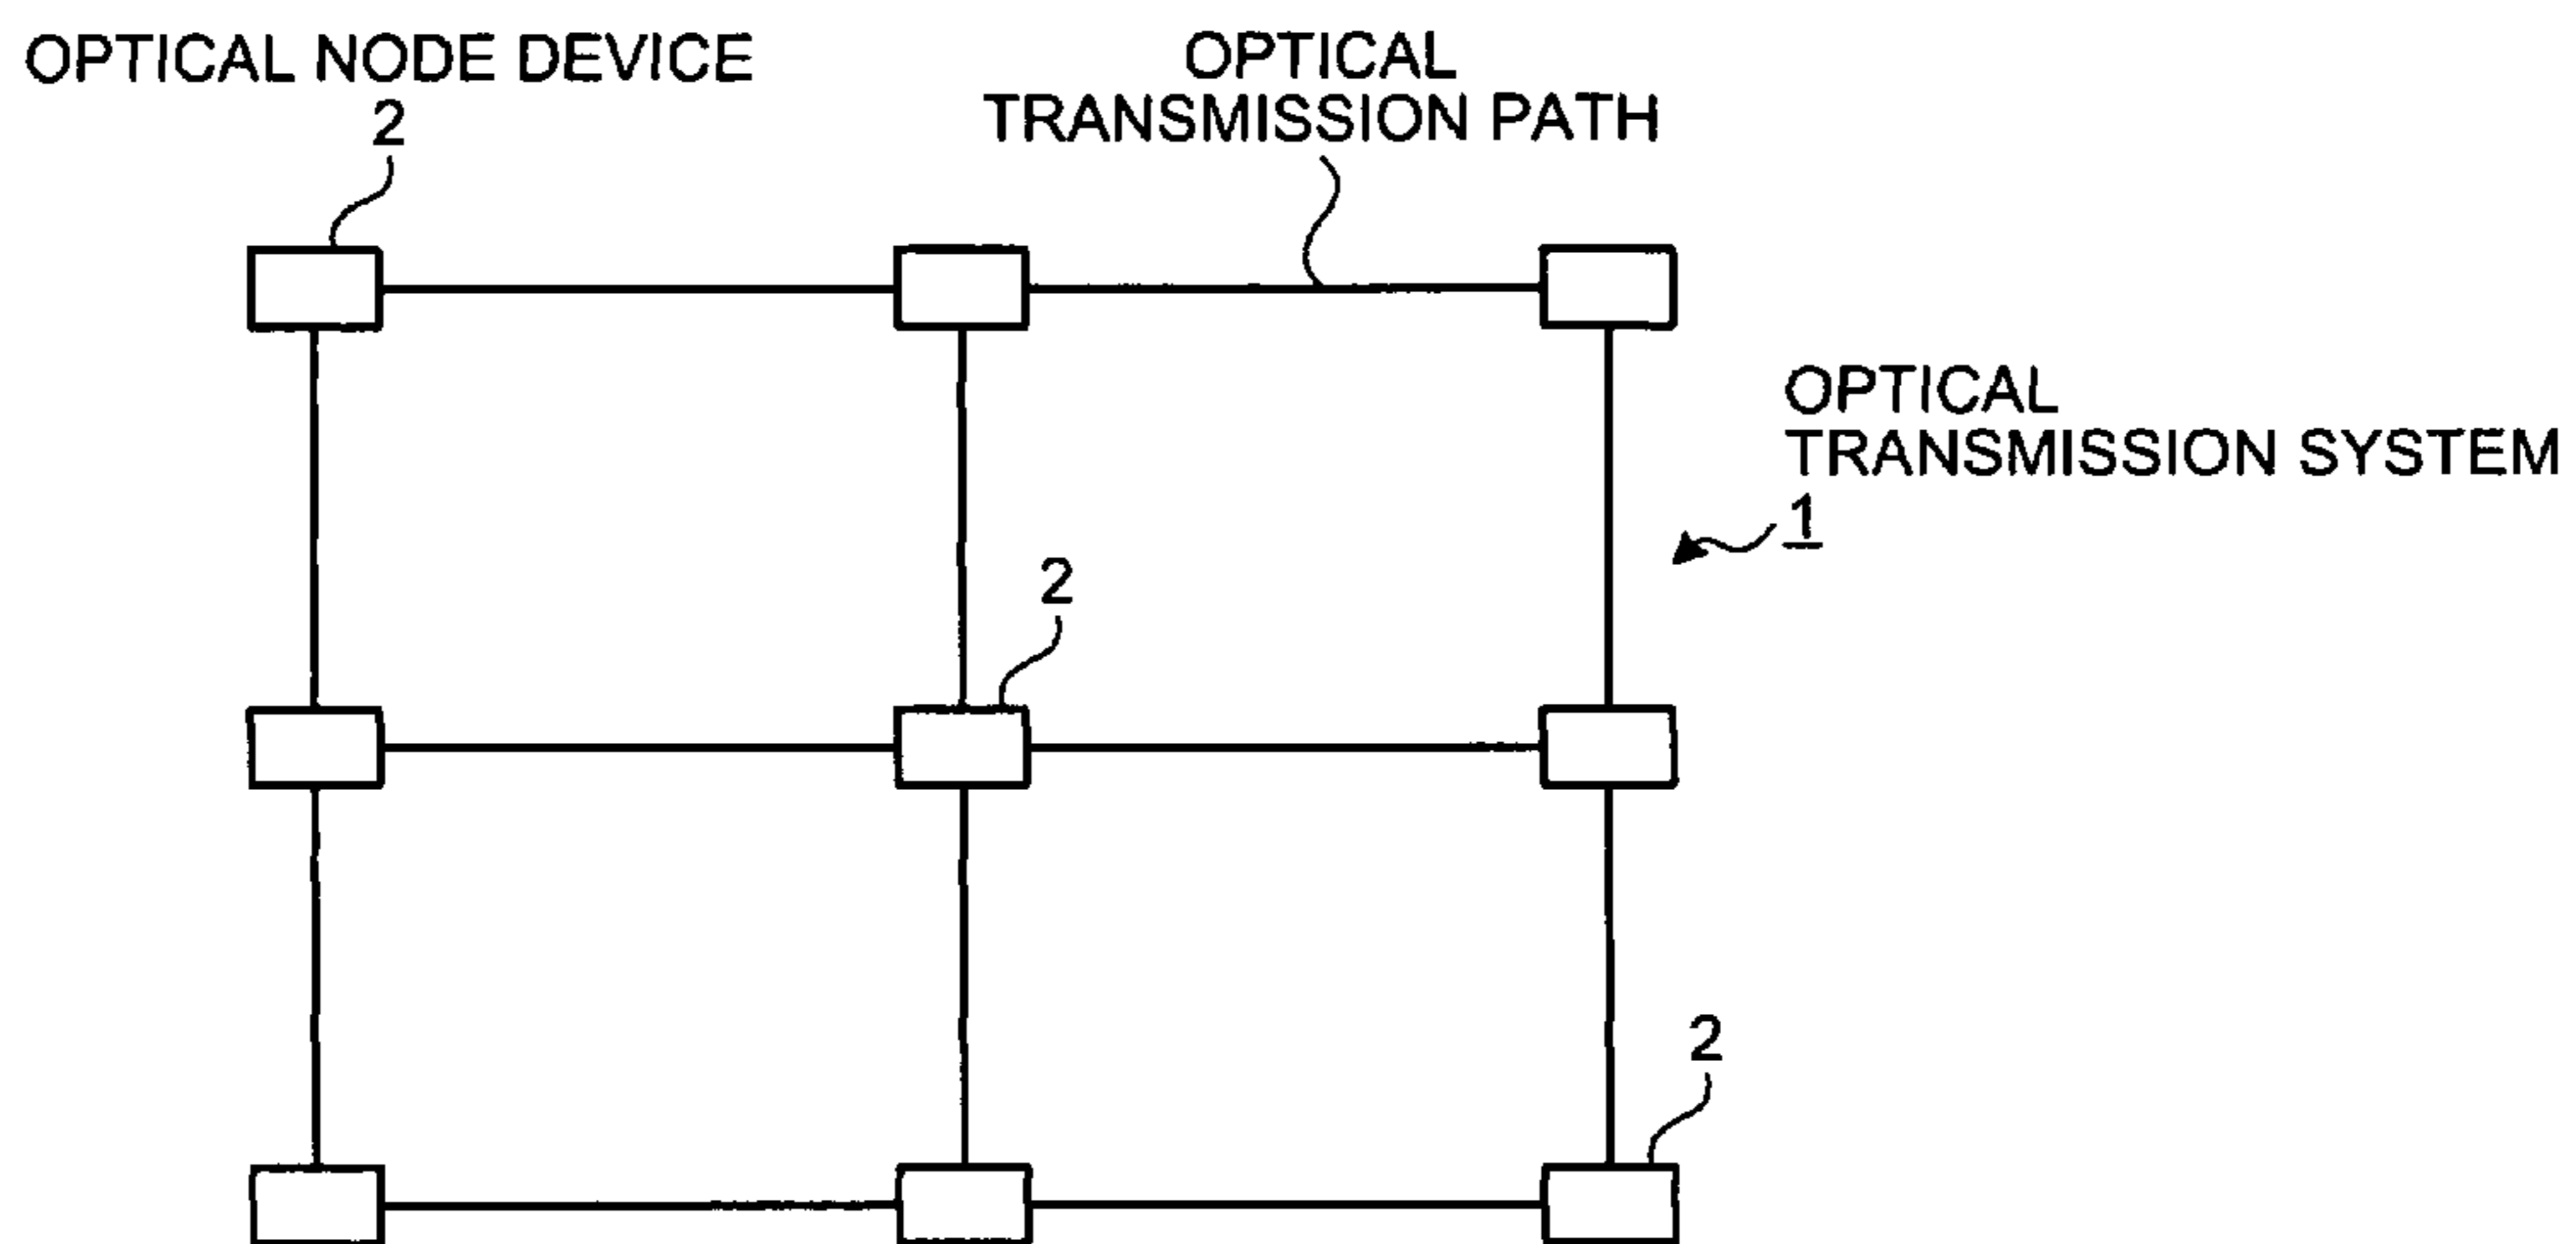 OPTICAL NODE DEVICE
2
OPTICAL
TRANSMISSION PATH
OPTICAL
TRANSMISSION SYSTEM
1
2
2